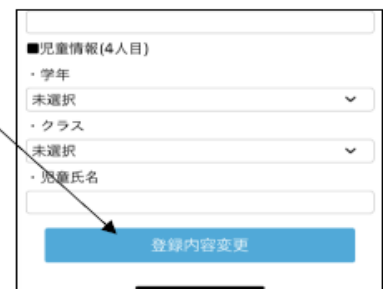 ■児童情報(4人目)
・学年
未選択
・クラス
未選択
・児童氏名
登録内容変更